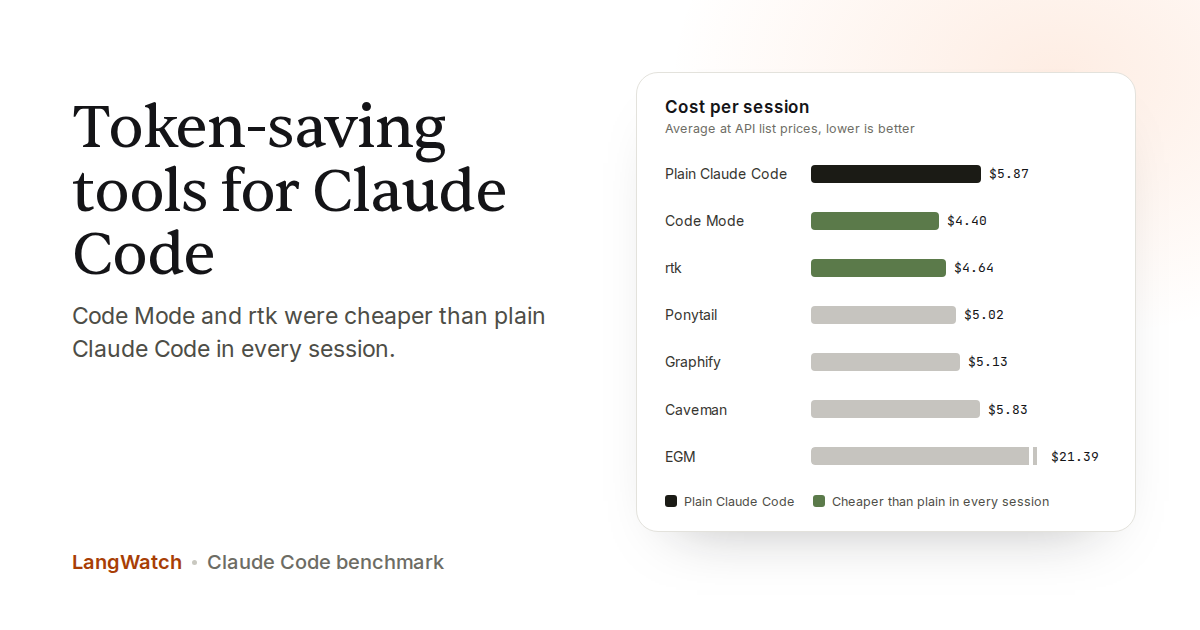 Token-saving
tools for Claude
Code
Code Mode and rtk were cheaper than plain
Claude Code in every session.
LangWatch • Claude Code benchmark
Cost per session
Average at API list prices, lower is better
Plain Claude Code $5.87
Code Mode $4.40
rtk $4.64
Ponytail $5.02
Graphify $5.13
Caveman $5.83
EGM $21.39
Plain Claude Code Cheaper than plain in every session